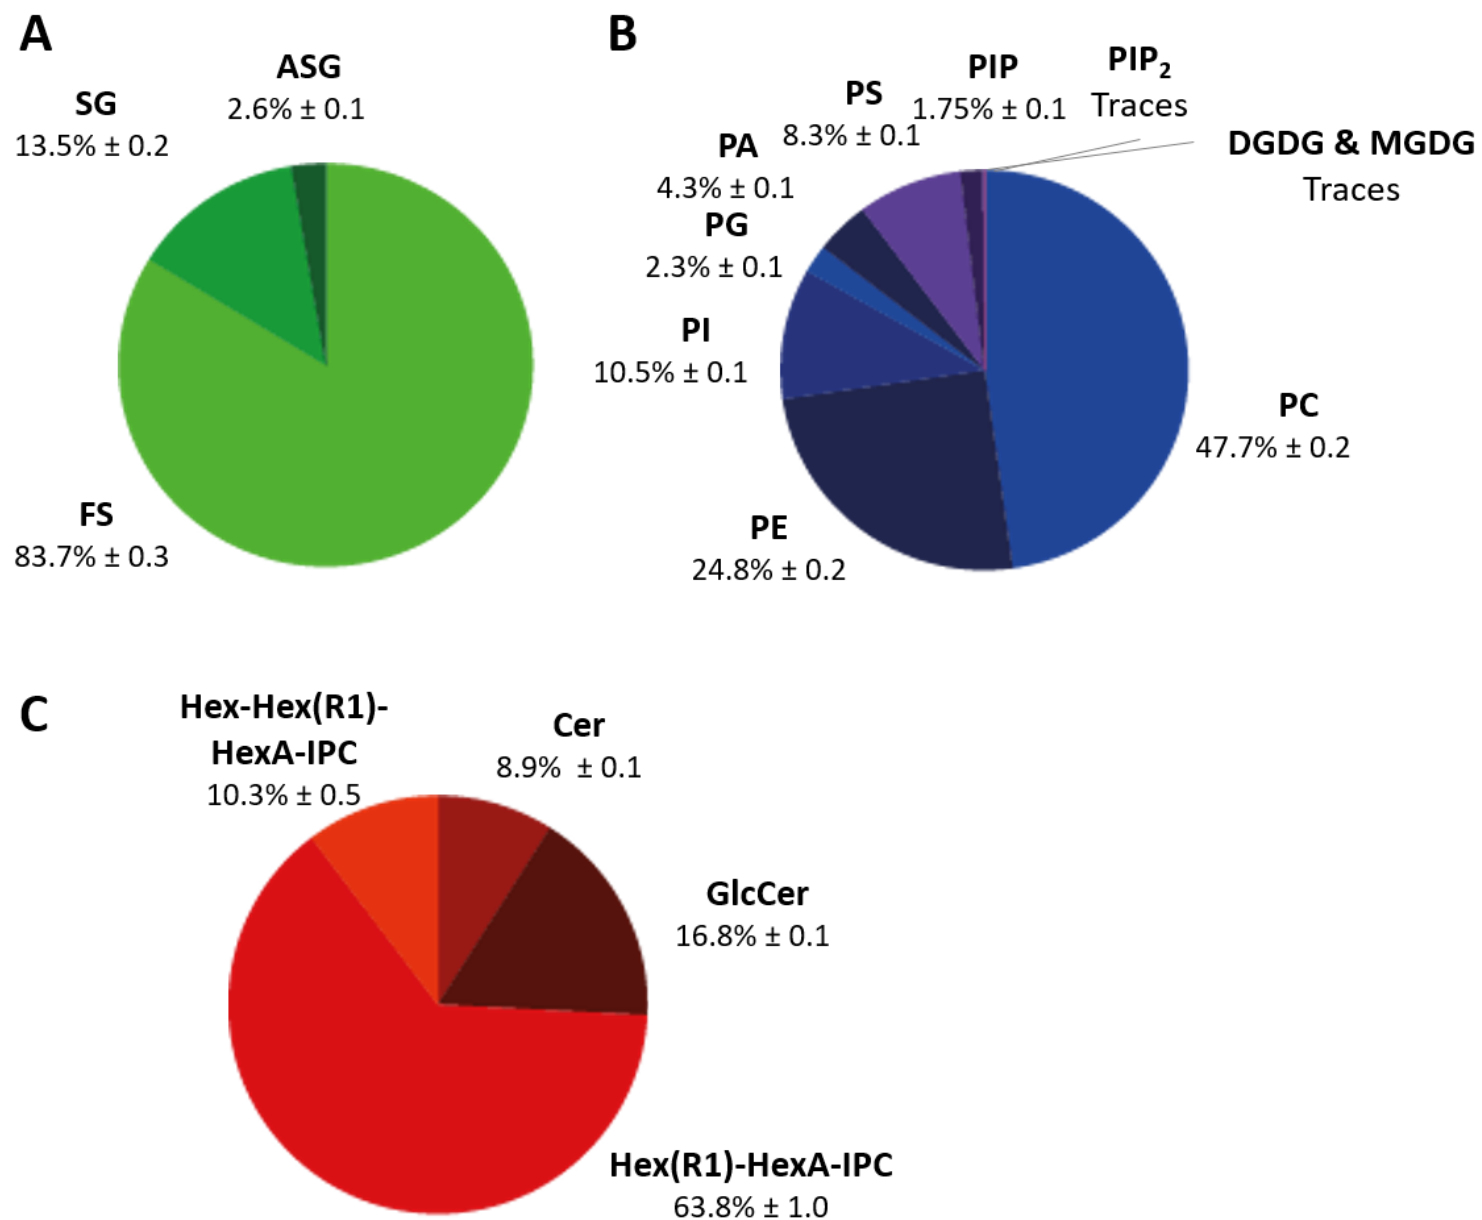 A
ASG
2.6% ± 0.1
SG
13.5% ± 0.2
FS
83.7% ± 0.3
B
PIP
1.75% ± 0.1
PIP₂
Traces
PS
8.3% ± 0.1
DGDG & MGDG
Traces
PA
4.3% ± 0.1
PG
2.3% ± 0.1
PI
10.5% ± 0.1
PC
47.7% ± 0.2
PE
24.8% ± 0.2
C
Hex-Hex(R1)-
HexA-IPC
10.3% ± 0.5
Cer
8.9% ± 0.1
GlcCer
16.8% ± 0.1
Hex(R1)-HexA-IPC
63.8% ± 1.0